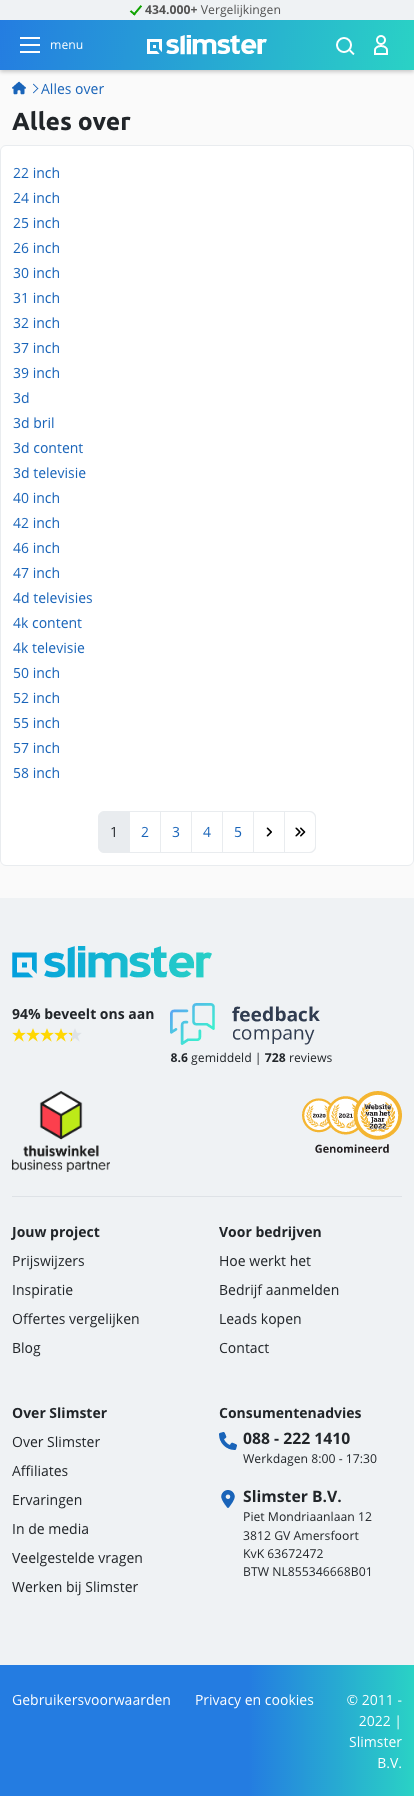 434.000+ Vergelijkingen
menu
slimster
Alles over
Alles over
22 inch
24 inch
25 inch
26 inch
30 inch
31 inch
32 inch
37 inch
39 inch
3d
3d bril
3d content
3d televisie
40 inch
42 inch
46 inch
47 inch
4d televisies
4k content
4k televisie
50 inch
52 inch
55 inch
57 inch
58 inch
1 2 3 4 5 › »
slimster
94% beveelt ons aan
feedback
company
8.6 gemiddeld | 728 reviews
thuiswinkel
business partner
2020
2021
Website
van het
jaar
2022
Genomineerd
Jouw project
Prijswijzers
Inspiratie
Offertes vergelijken
Blog
Voor bedrijven
Hoe werkt het
Bedrijf aanmelden
Leads kopen
Contact
Over Slimster
Over Slimster
Affiliates
Ervaringen
In de media
Veelgestelde vragen
Werken bij Slimster
Consumentenadvies
088 - 222 1410
Werkdagen 8:00 - 17:30
Slimster B.V.
Piet Mondriaanlaan 12
3812 GV Amersfoort
KvK 63672472
BTW NL855346668B01
Gebruikersvoorwaarden
Privacy en cookies
© 2011 -
2022 |
Slimster
B.V.